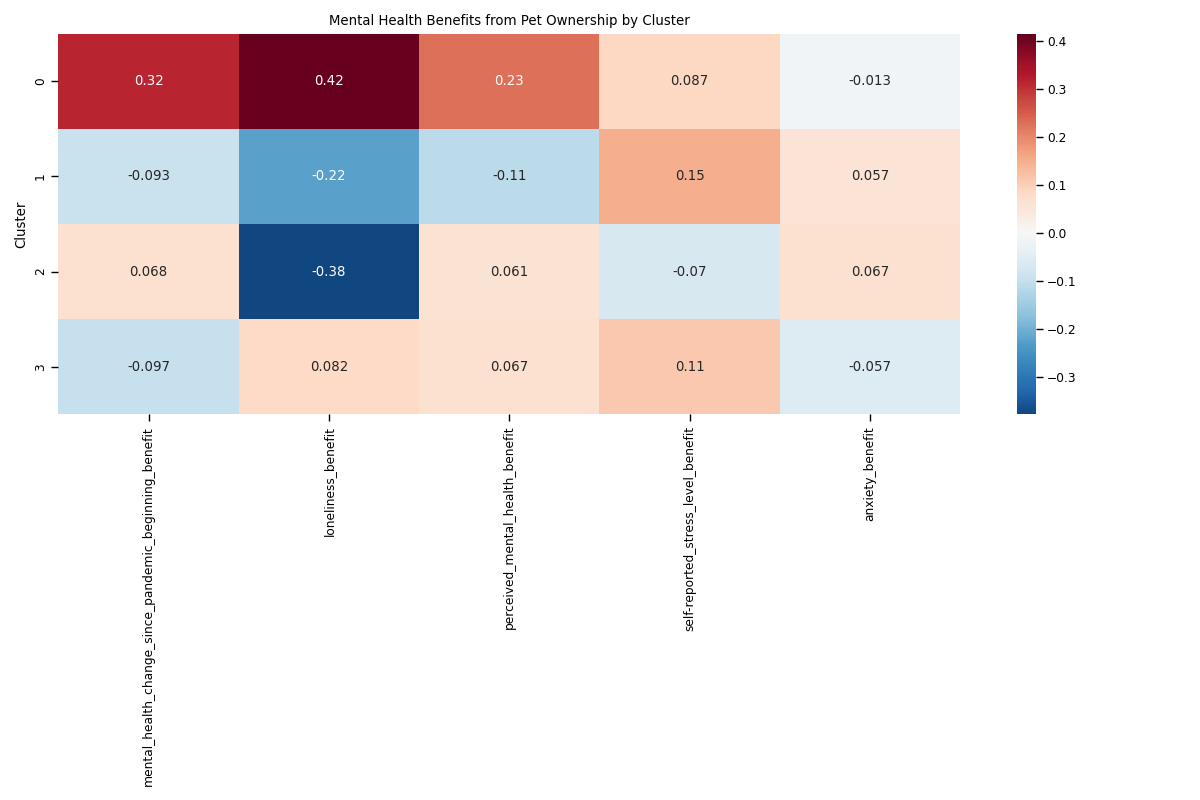 Mental Health Benefits from Pet Ownership by Cluster
Cluster
0 0.32 0.42 0.23 0.087 -0.013
1 -0.093 -0.22 -0.11 0.15 0.057
2 0.068 -0.38 0.061 -0.07 0.067
3 -0.097 0.082 0.067 0.11 -0.057
mental_health_change_since_pandemic_beginning_benefit
loneliness_benefit
perceived_mental_health_benefit
self-reported_stress_level_benefit
anxiety_benefit
0.4
0.3
0.2
0.1
0.0
−0.1
−0.2
−0.3